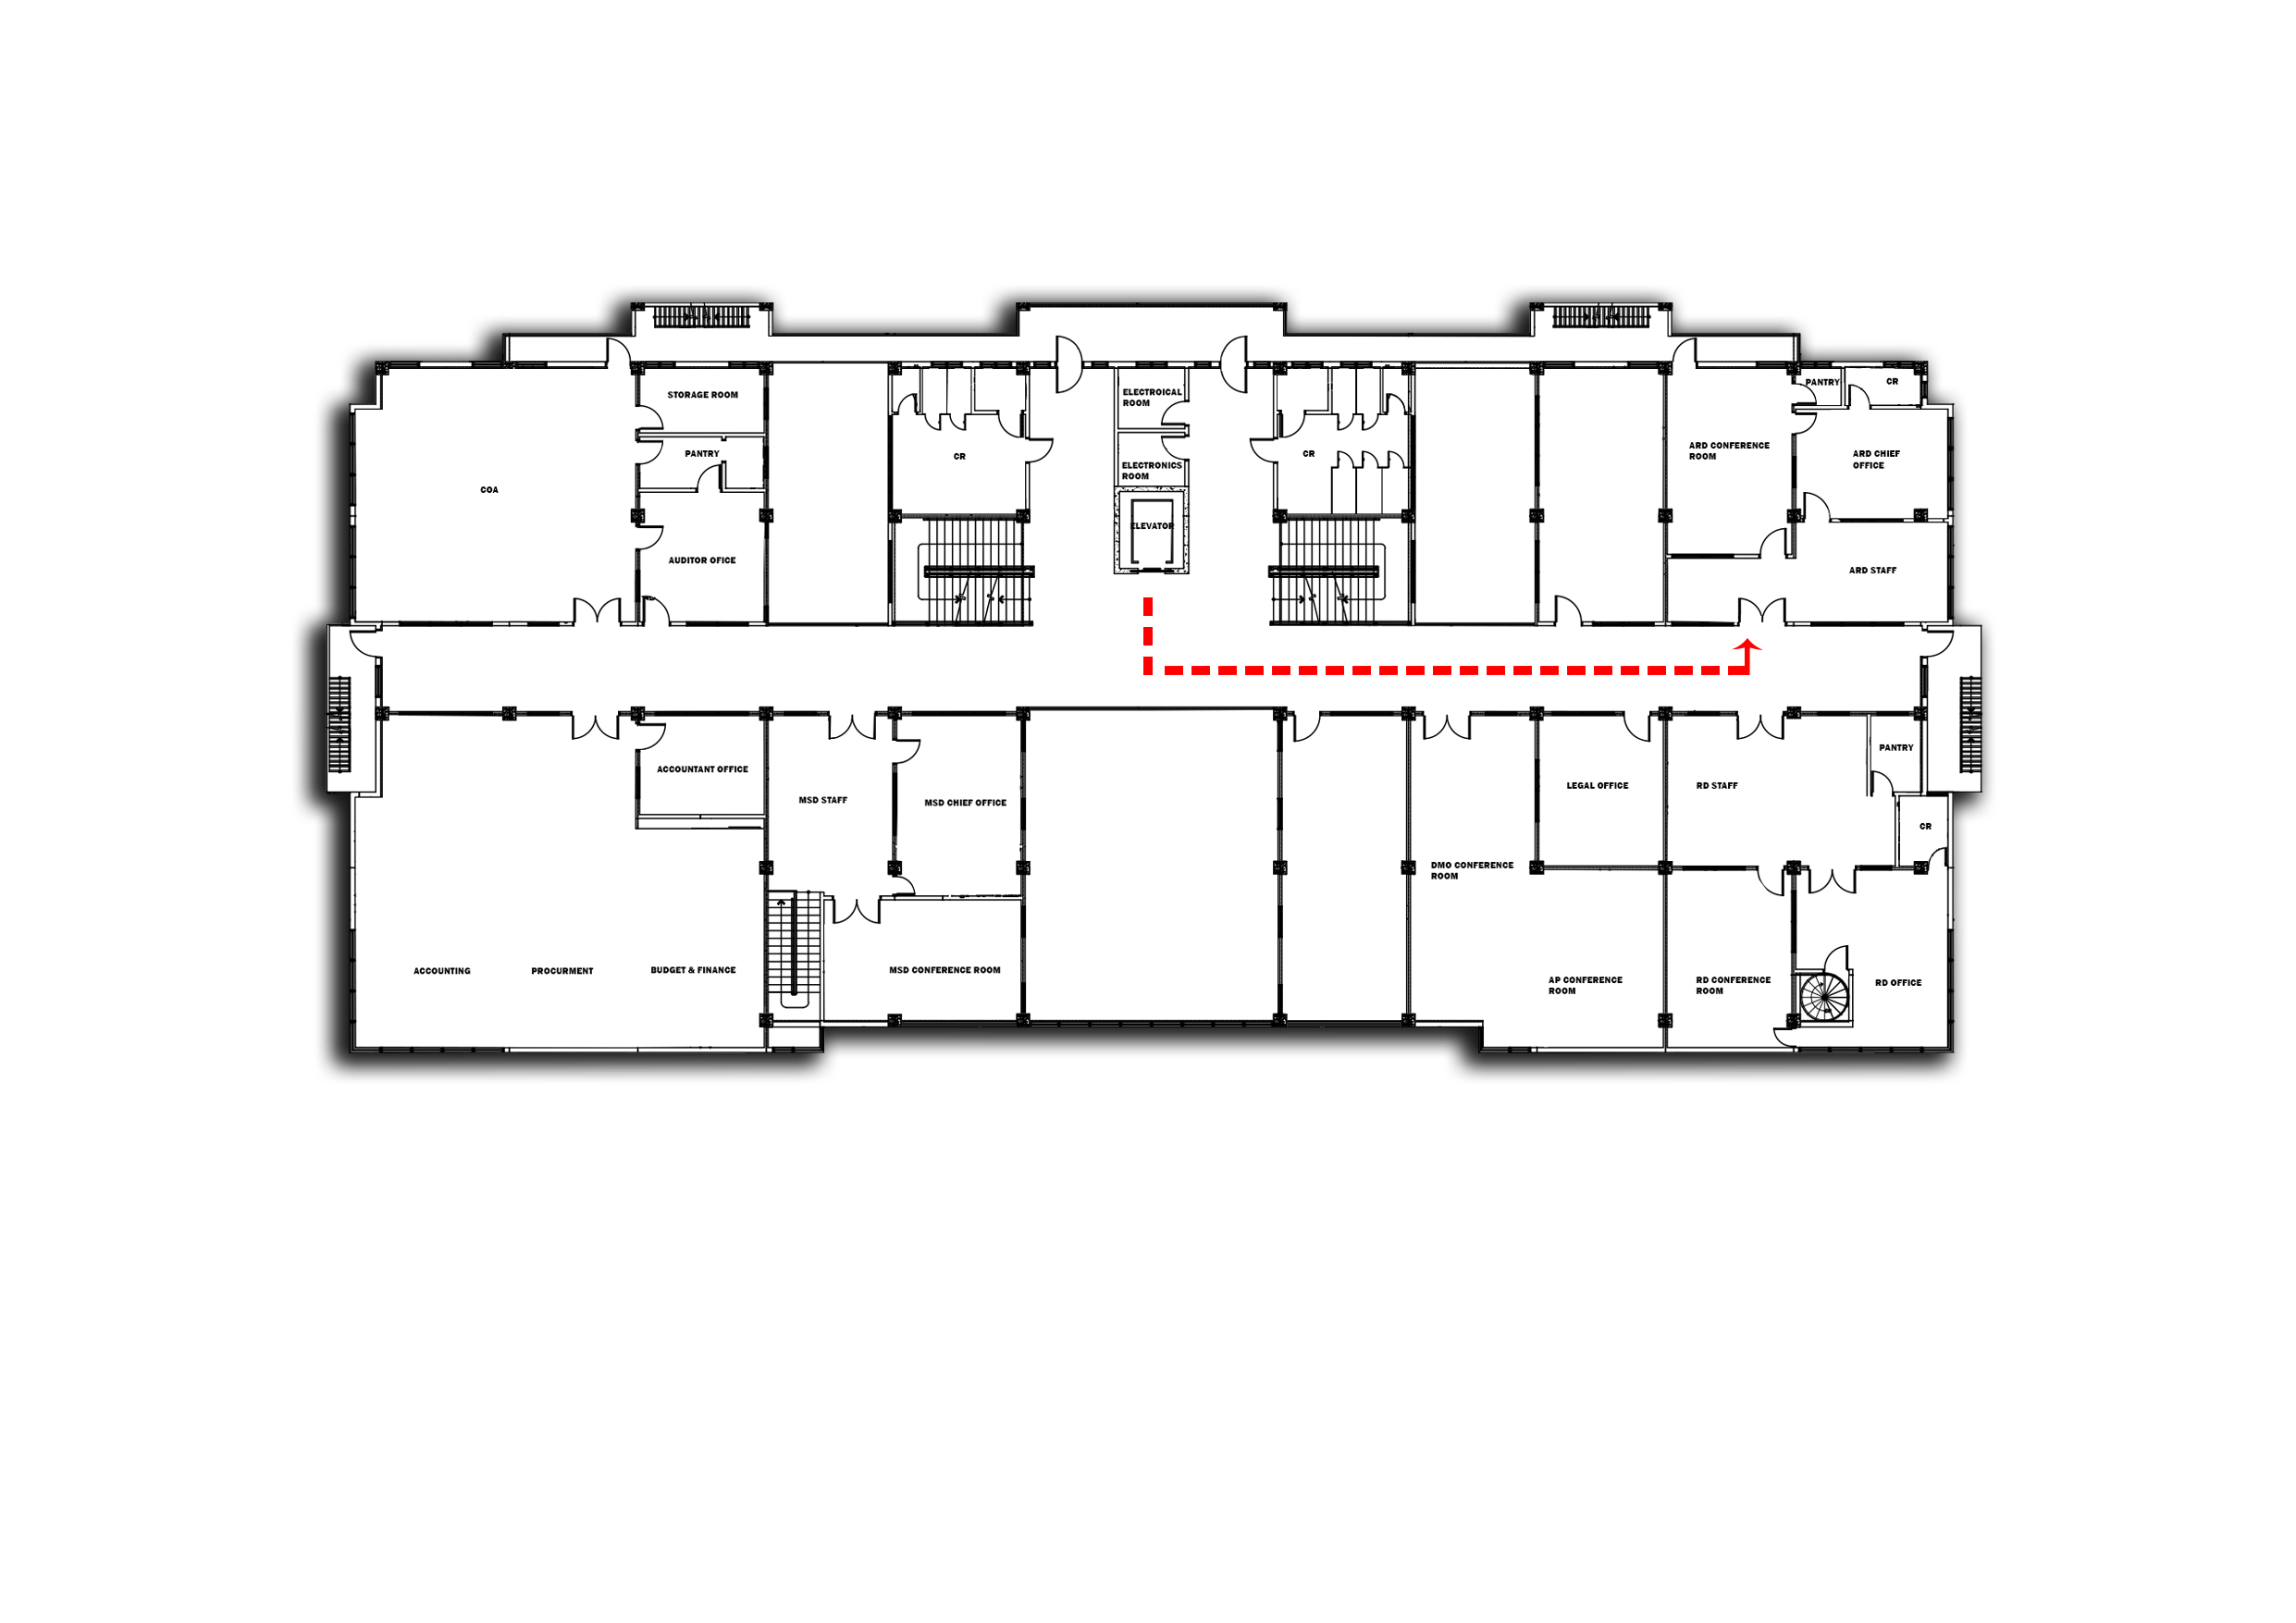 STORAGE ROOM
PANTRY
COA
AUDITOR OFICE
CR
ELECTROICAL
ROOM
ELECTRONICS
ROOM
ELEVATOR
CR
ARD CONFERENCE
ROOM
PANTRY
CR
ARD CHIEF
OFFICE
ARD STAFF
ACCOUNTANT OFFICE
MSD STAFF
MSD CHIEF OFFICE
ACCOUNTING
PROCURMENT
BUDGET & FINANCE
MSD CONFERENCE ROOM
DMO CONFERENCE
ROOM
LEGAL OFFICE
RD STAFF
PANTRY
CR
AP CONFERENCE
ROOM
RD CONFERENCE
ROOM
RD OFFICE